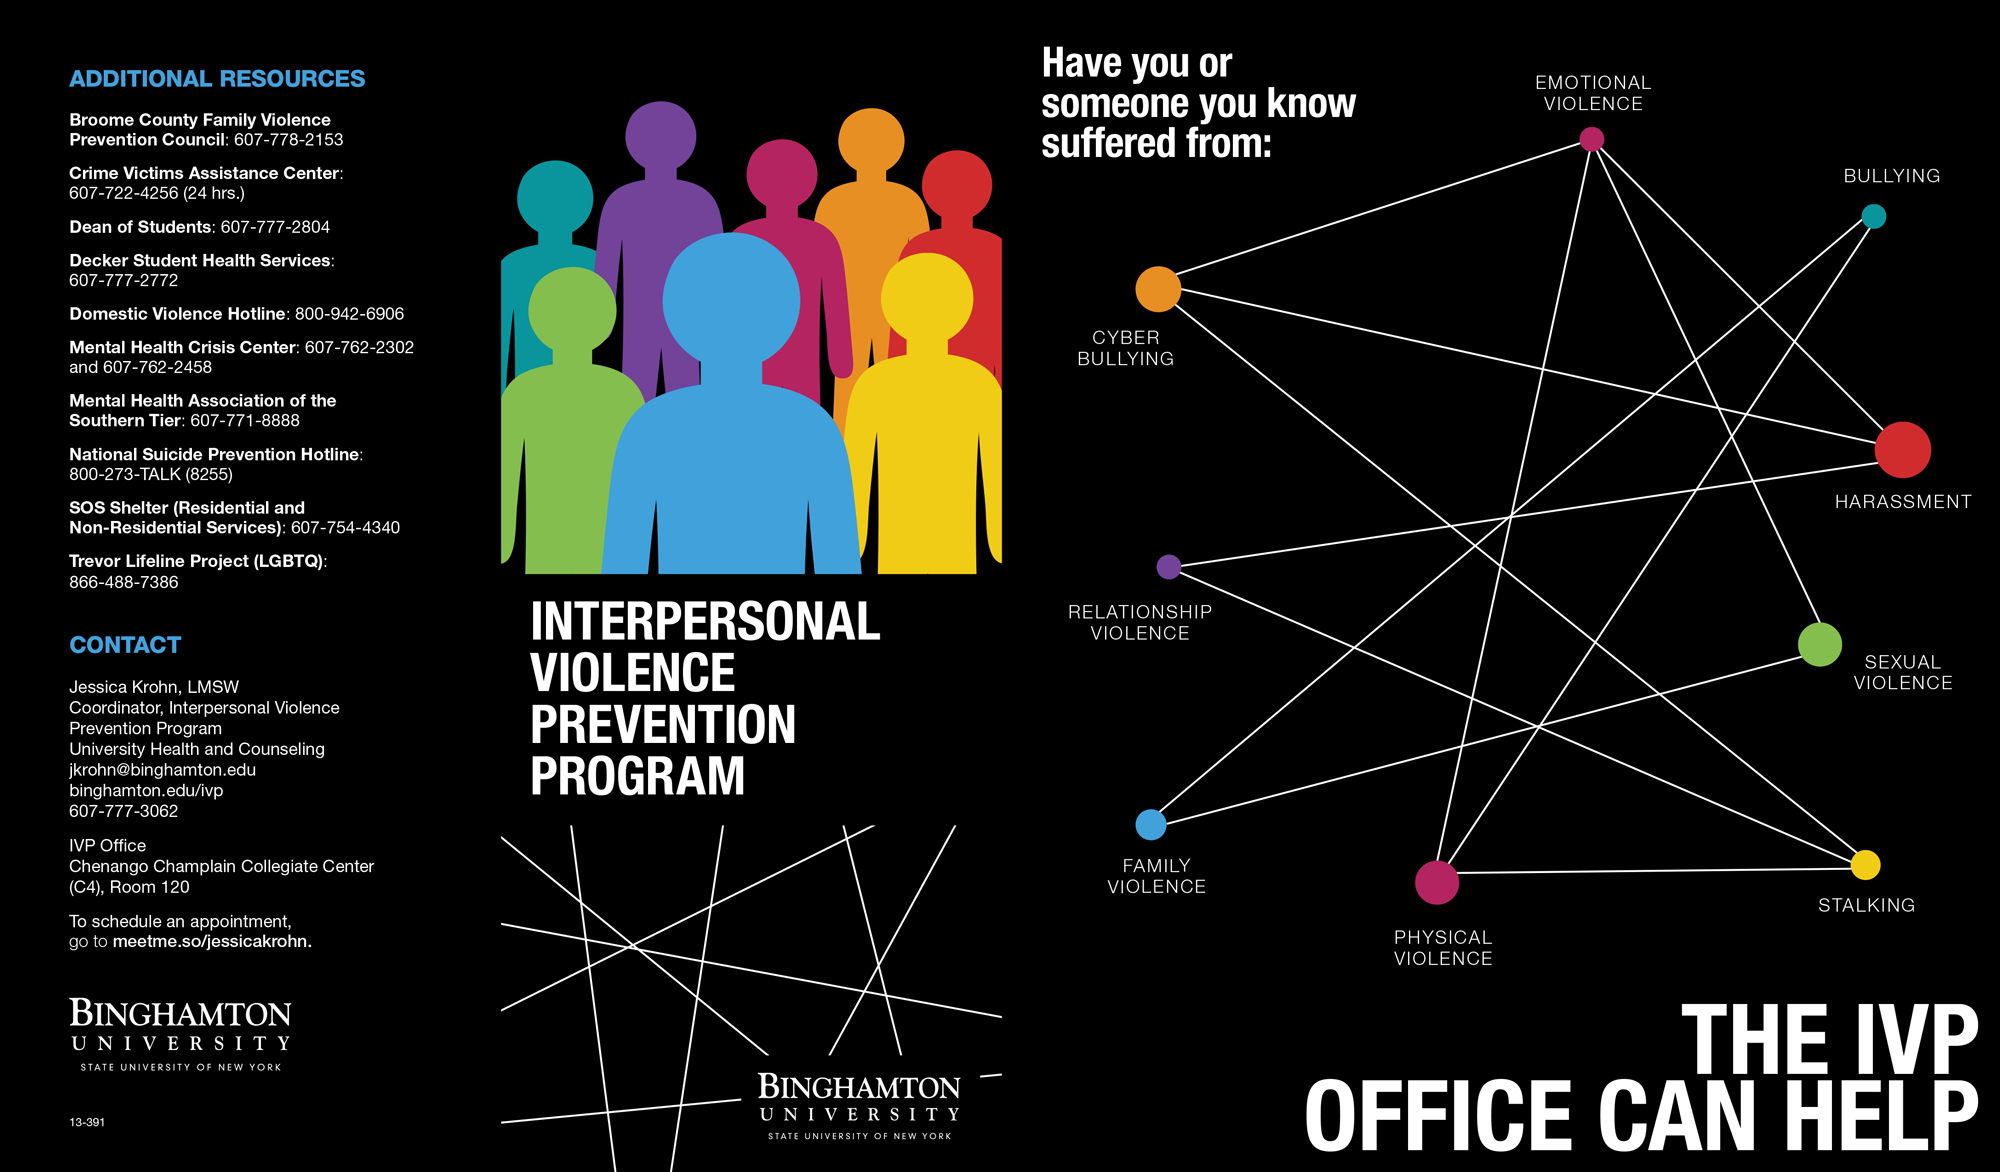 ADDITIONAL RESOURCES
Broome County Family Violence
Prevention Council: 607-778-2153
Crime Victims Assistance Center:
607-722-4256 (24 hrs.)
Dean of Students: 607-777-2804
Decker Student Health Services:
607-777-2772
Domestic Violence Hotline: 800-942-6906
Mental Health Crisis Center: 607-762-2302
and 607-762-2458
Mental Health Association of the
Southern Tier: 607-771-8888
National Suicide Prevention Hotline:
800-273-TALK (8255)
SOS Shelter (Residential and
Non-Residential Services): 607-754-4340
Trevor Lifeline Project (LGBTQ):
866-488-7386
CONTACT
Jessica Krohn, LMSW
Coordinator, Interpersonal Violence
Prevention Program
University Health and Counseling
jkrohn@binghamton.edu
binghamton.edu/ivp
607-777-3062
IVP Office
Chenango Champlain Collegiate Center
(C4), Room 120
To schedule an appointment,
go to meetme.so/jessicakrohn.
BINGHAMTON
UNIVERSITY
STATE UNIVERSITY OF NEW YORK
13-391
INTERPERSONAL
VIOLENCE
PREVENTION
PROGRAM
BINGHAMTON
UNIVERSITY
STATE UNIVERSITY OF NEW YORK
Have you or
someone you know
suffered from:
EMOTIONAL
VIOLENCE
BULLYING
CYBER
BULLYING
HARASSMENT
RELATIONSHIP
VIOLENCE
SEXUAL
VIOLENCE
FAMILY
VIOLENCE
STALKING
PHYSICAL
VIOLENCE
THE IVP
OFFICE CAN HELP